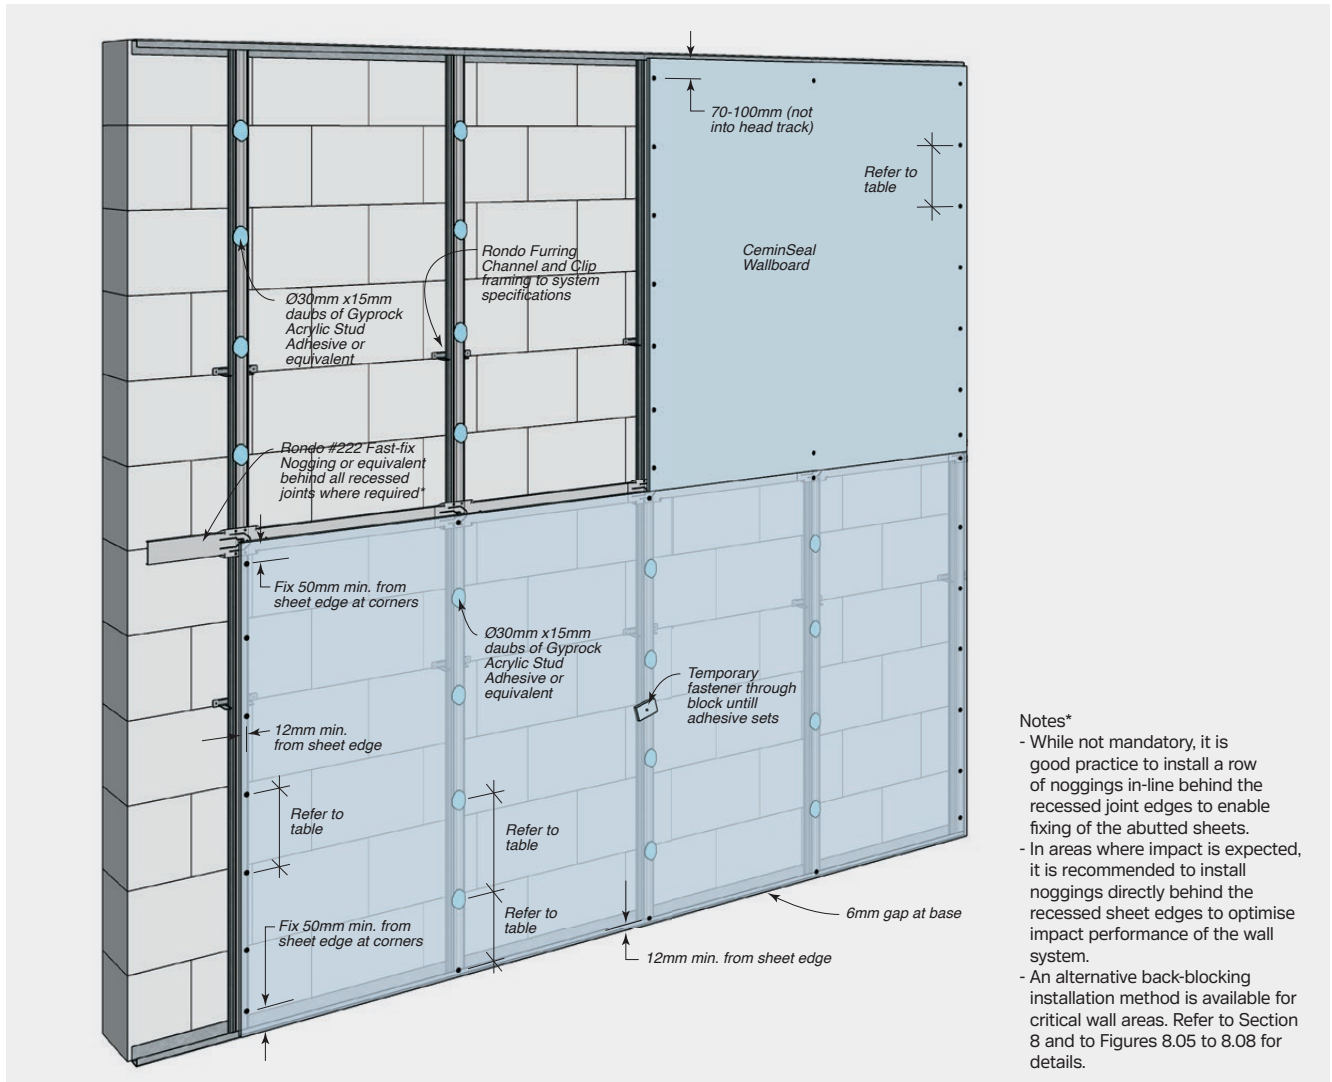 70-100mm (not
into head track)
Refer to
table
CeminSeal
Wallboard
Rondo Furring
Channel and Clip
framing to system
specifications
Ø30mm x15mm
daubs of Gyprock
Acrylic Stud
Adhesive or
equivalent
Rondo #222 Fast-fix
Nogging or equivalent
behind all recessed
joints where required*
Fix 50mm min. from
sheet edge at corners
Ø30mm x15mm
daubs of Gyprock
Acrylic Stud
Adhesive or
equivalent
Temporary
fastener through
block untill
adhesive sets
12mm min.
from sheet edge
Refer to
table
Refer to
table
Refer to
table
Fix 50mm min. from
sheet edge at corners
6mm gap at base
12mm min. from sheet edge
Notes*
- While not mandatory, it is
good practice to install a row
of noggings in-line behind the
recessed joint edges to enable
fixing of the abutted sheets.
- In areas where impact is expected,
it is recommended to install
noggings directly behind the
recessed sheet edges to optimise
impact performance of the wall
system.
- An alternative back-blocking
installation method is available for
critical wall areas. Refer to Section
8 and to Figures 8.05 to 8.08 for
details.